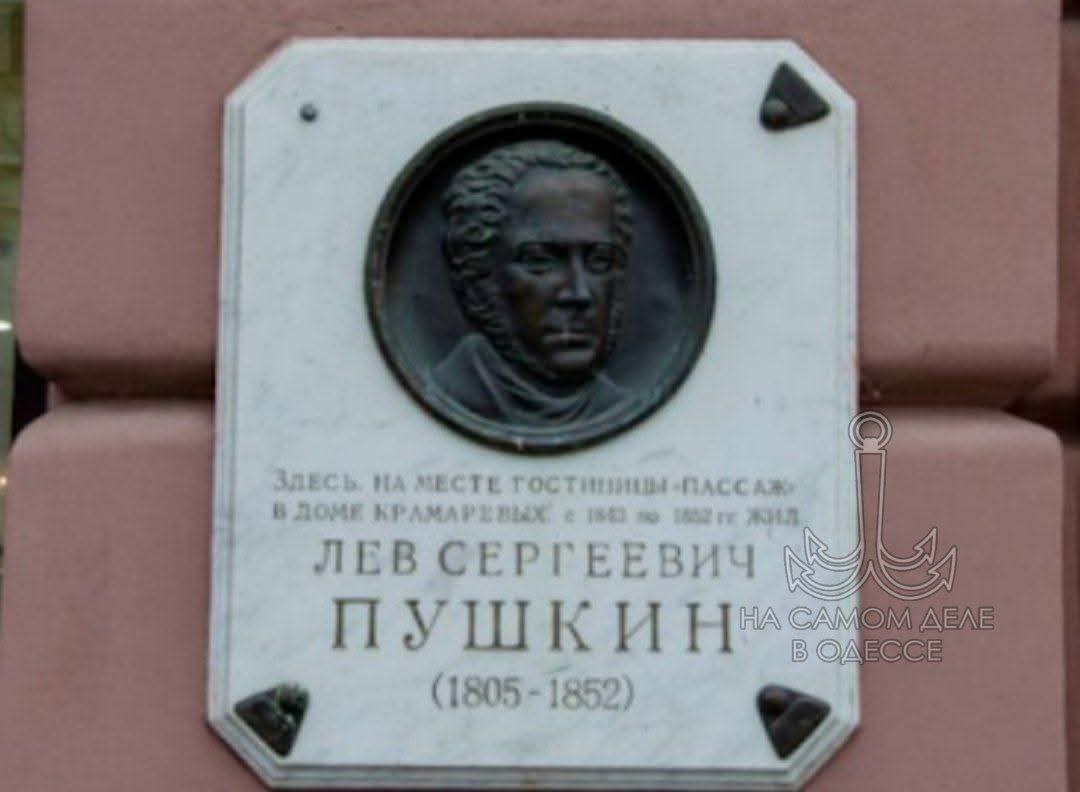 ЗДЕСЬ, НА МЕСТЕ ГОСТИНИЦЫ «ПАССАЖ»
В ДОМЕ КРАМАРЕВЫХ с 1843 по 1852 гг ЖИЛ
ЛЕВ СЕРГЕЕВИЧ
ПУШКИН
(1805-1852)
НА САМОМ ДЕЛЕ
В ОДЕССЕ